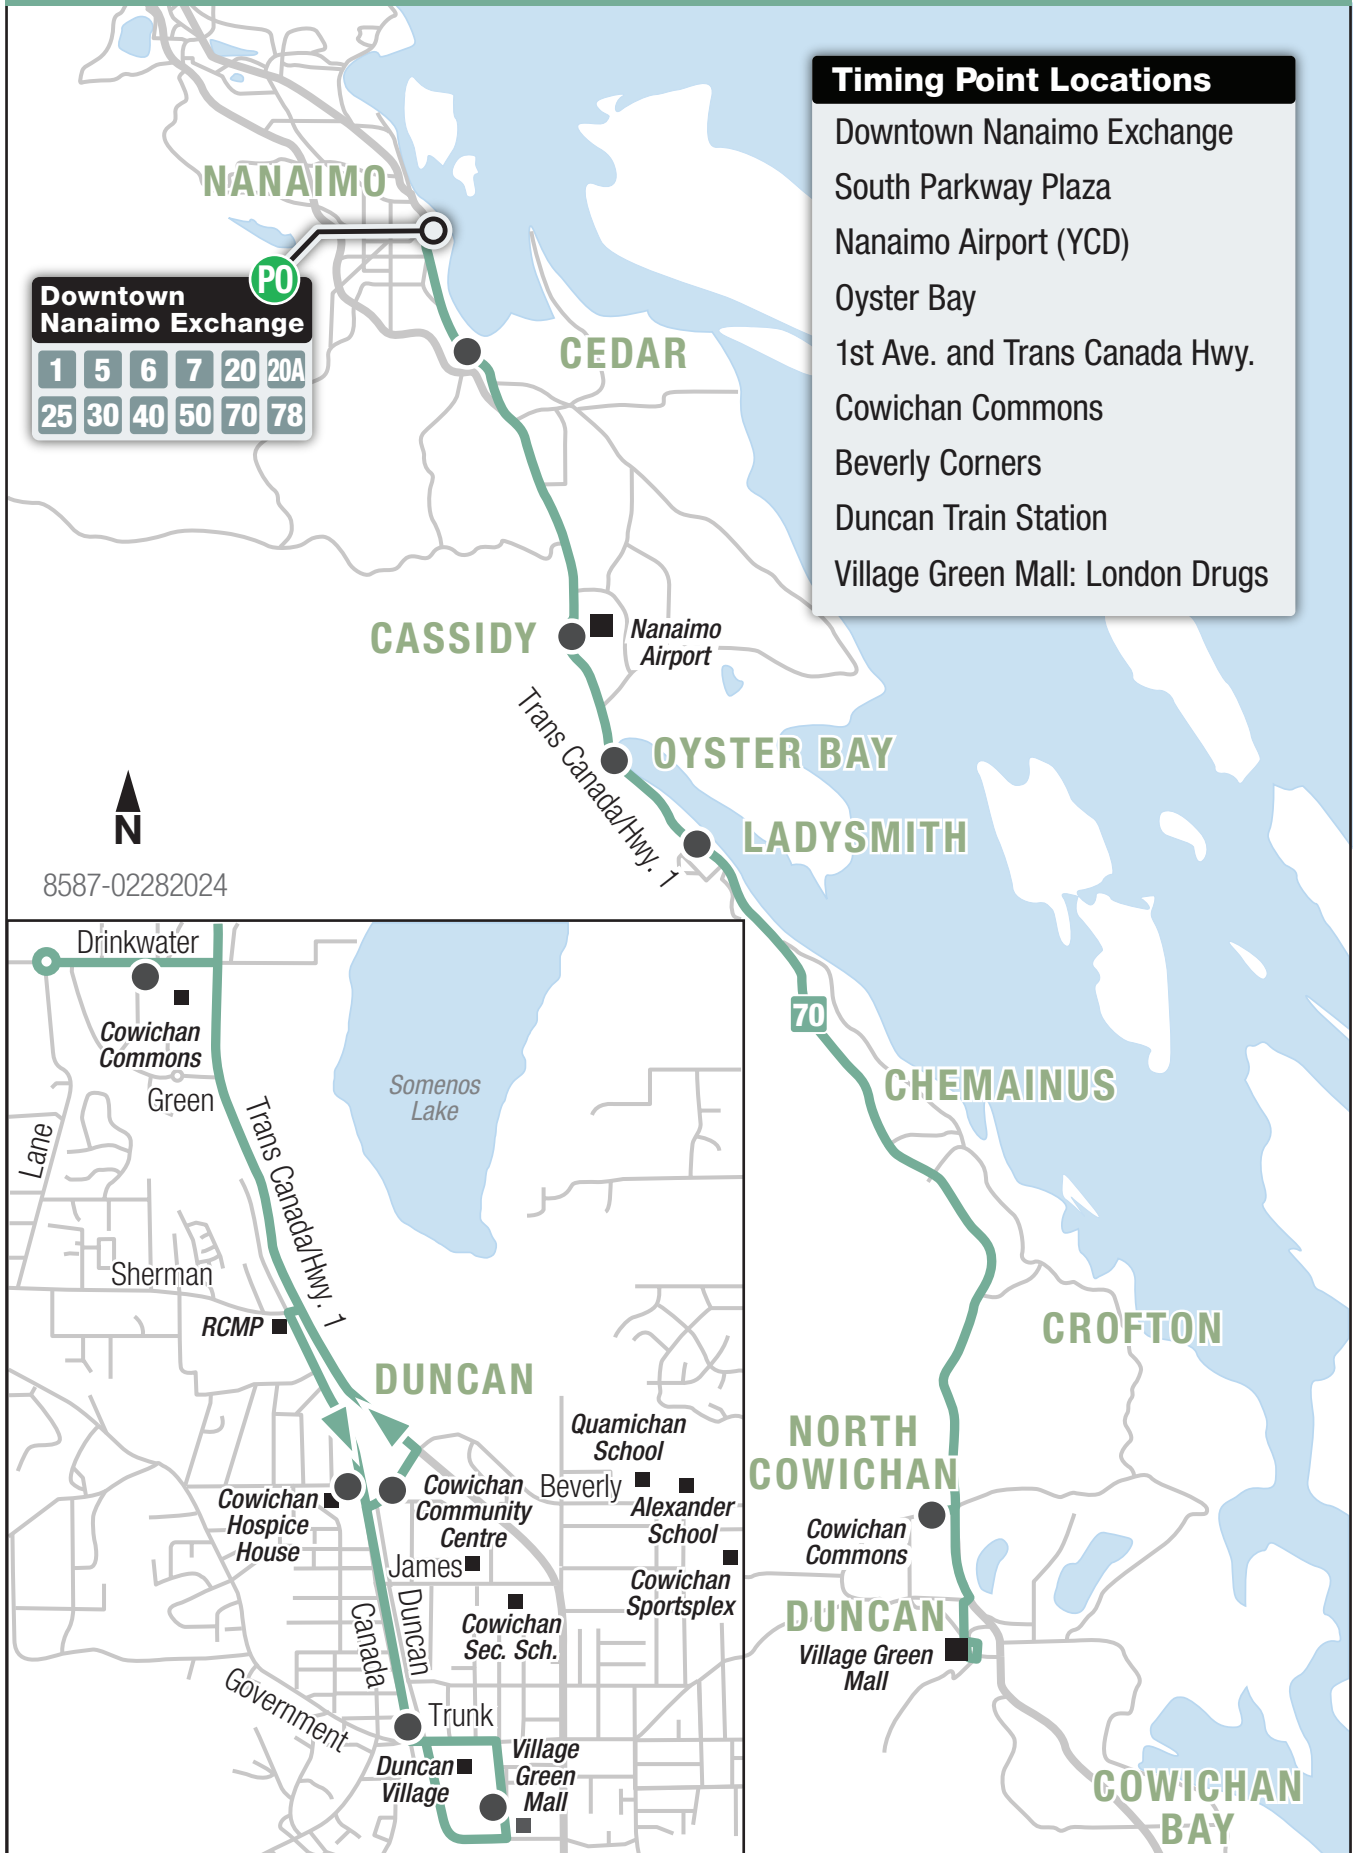 Timing Point Locations
Downtown Nanaimo Exchange
South Parkway Plaza
Nanaimo Airport (YCD)
Oyster Bay
1st Ave. and Trans Canada Hwy.
Cowichan Commons
Beverly Corners
Duncan Train Station
Village Green Mall: London Drugs
NANAIMO
PO
Downtown
Nanaimo Exchange
1 5 6 7 20 20A
25 30 40 50 70 78
CEDAR
CASSIDY
Nanaimo
Airport
Trans Canada/Hwy. 1
OYSTER BAY
LADYSMITH
N
8587-02282024
70
CHEMAINUS
CROFTON
NORTH
COWICHAN
Cowichan
Commons
DUNCAN
Village Green
Mall
COWICHAN
BAY
Drinkwater
Cowichan
Commons
Green
Lane
Somenos
Lake
Trans Canada/Hwy. 1
Sherman
RCMP
DUNCAN
Quamichan
School
Beverly
Alexander
School
Cowichan
Sportsplex
Cowichan
Hospice
House
Cowichan
Community
Centre
James
Cowichan
Sec. Sch.
Duncan
Canada
Government
Trunk
Duncan
Village
Village
Green
Mall